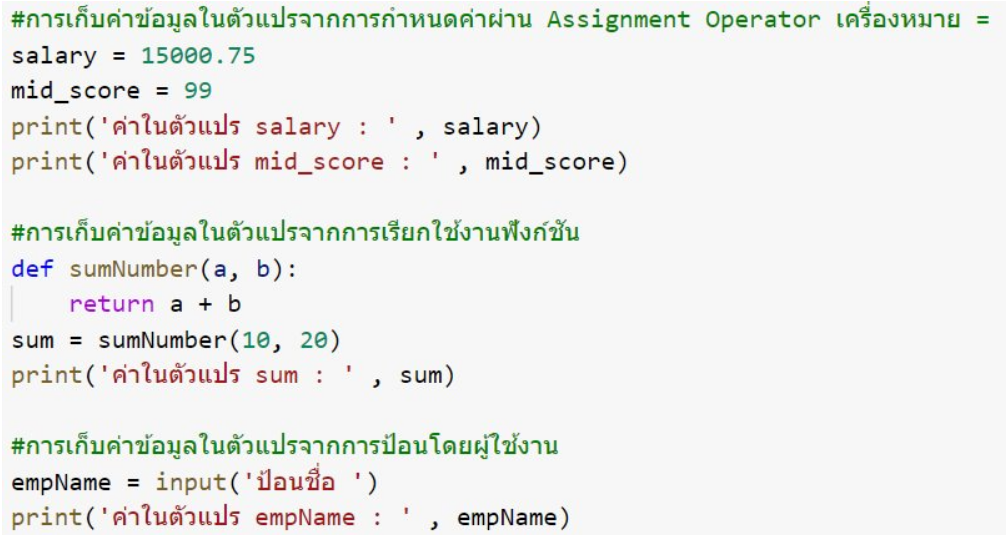 #การเก็บค่าข้อมูลในตัวแปรจากการกำหนดค่าผ่าน Assignment Operator เครื่องหมาย =
salary = 15000.75
mid_score = 99
print('ค่าในตัวแปร salary : ' , salary)
print('ค่าในตัวแปร mid_score : ' , mid_score)

#การเก็บค่าข้อมูลในตัวแปรจากการเรียกใช้งานฟังก์ชัน
def sumNumber(a, b):
    return a + b
sum = sumNumber(10, 20)
print('ค่าในตัวแปร sum : ' , sum)

#การเก็บค่าข้อมูลในตัวแปรจากการป้อนโดยผู้ใช้งาน
empName = input('ป้อนชื่อ ')
print('ค่าในตัวแปร empName : ' , empName)